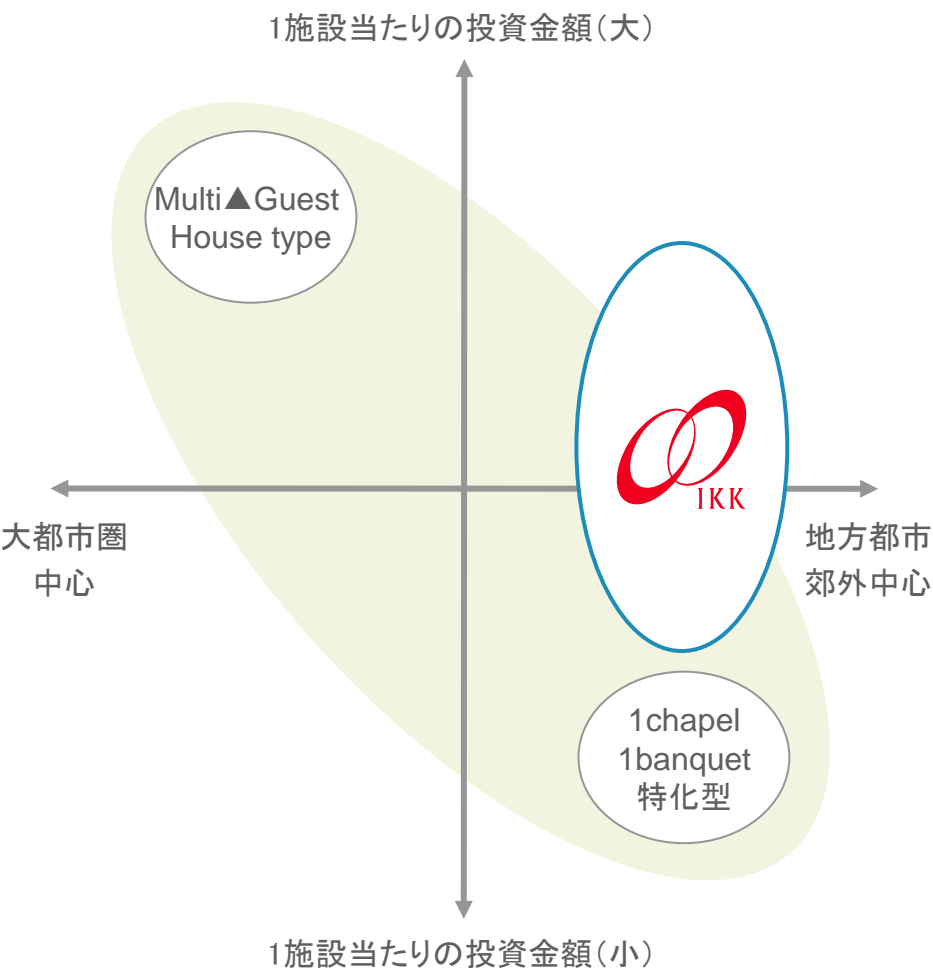 1施設当たりの投資金額（大）
Multi▲Guest
House type
IKK
大都市圏
中心
地方都市
郊外中心
1chapel
1banquet
特化型
1施設当たりの投資金額（小）